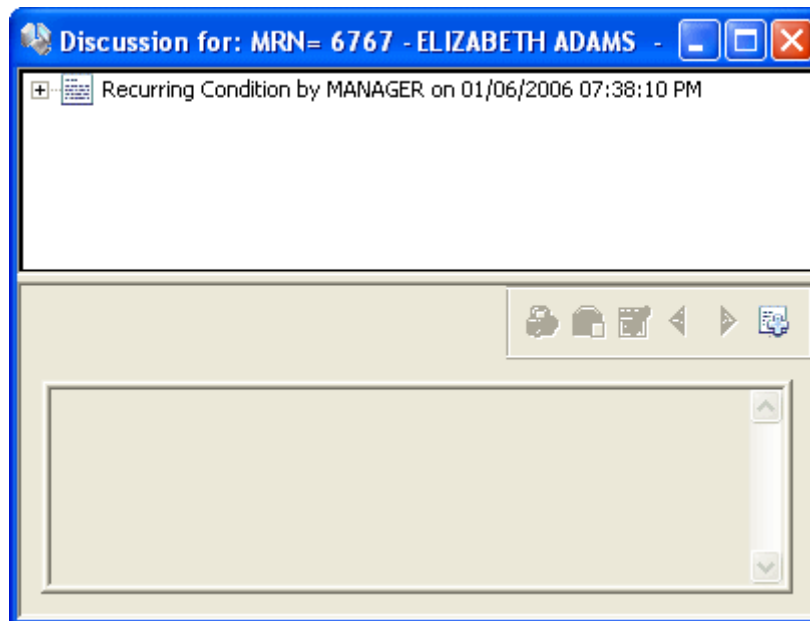 Discussion for: MRN= 6767 - ELIZABETH ADAMS -
Recurring Condition by MANAGER on 01/06/2006 07:38:10 PM